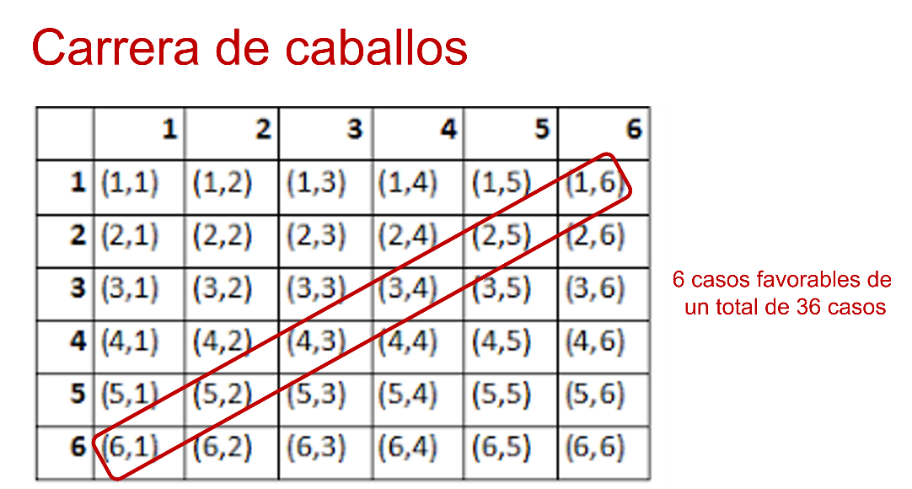 Carrera de caballos
1 2 3 4 5 6
1 (1,1) (1,2) (1,3) (1,4) (1,5) (1,6)
2 (2,1) (2,2) (2,3) (2,4) (2,5) (2,6)
3 (3,1) (3,2) (3,3) (3,4) (3,5) (3,6)
4 (4,1) (4,2) (4,3) (4,4) (4,5) (4,6)
5 (5,1) (5,2) (5,3) (5,4) (5,5) (5,6)
6 (6,1) (6,2) (6,3) (6,4) (6,5) (6,6)
6 casos favorables de
un total de 36 casos